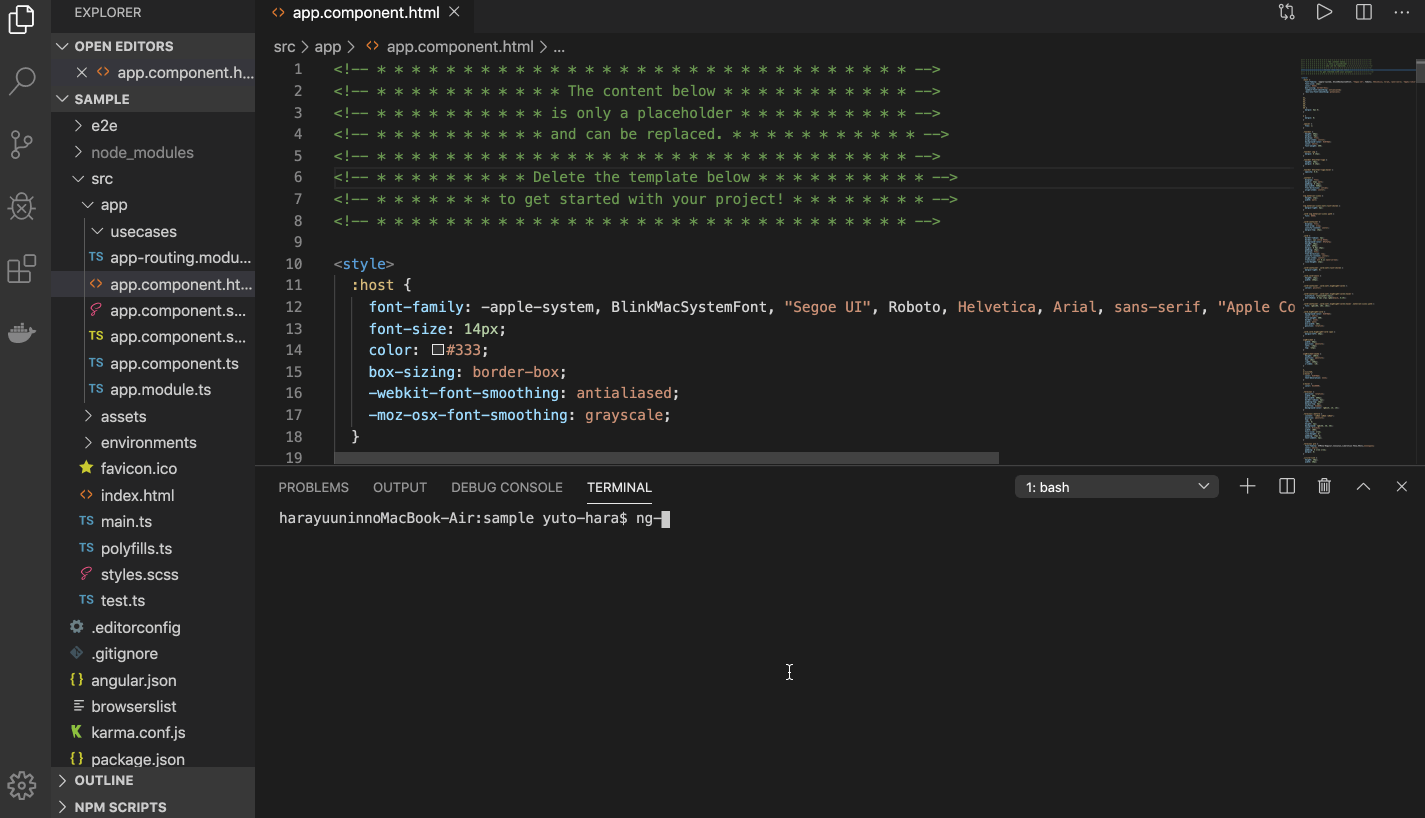 EXPLORER
OPEN EDITORS
app.component.h...
SAMPLE
e2e
node_modules
src
app
usecases
TS app-routing.modu...
app.component.ht...
app.component.s...
TS app.component.s...
TS app.component.ts
TS app.module.ts
assets
environments
favicon.ico
index.html
TS main.ts
TS polyfills.ts
styles.scss
TS test.ts
.editorconfig
.gitignore
{} angular.json
browserslist
karma.conf.js
{} package.json
OUTLINE
NPM SCRIPTS
<> app.component.html
src > app > <> app.component.html > ...
1 <!-- * * * * * * * * * * * * * * * * * * * * * * * * * * * * * * * -->
2 <!-- * * * * * * * * * * * The content below * * * * * * * * * * * -->
3 <!-- * * * * * * * * * * is only a placeholder * * * * * * * * * * -->
4 <!-- * * * * * * * * * * and can be replaced. * * * * * * * * * * * -->
5 <!-- * * * * * * * * * * * * * * * * * * * * * * * * * * * * * * * -->
6 <!-- * * * * * * * * * Delete the template below * * * * * * * * * * -->
7 <!-- * * * * * * * to get started with your project! * * * * * * * * -->
8 <!-- * * * * * * * * * * * * * * * * * * * * * * * * * * * * * * * -->
9
10 <style>
11 :host {
12 font-family: -apple-system, BlinkMacSystemFont, "Segoe UI", Roboto, Helvetica, Arial, sans-serif, "Apple Co
13 font-size: 14px;
14 color: #333;
15 box-sizing: border-box;
16 -webkit-font-smoothing: antialiased;
17 -moz-osx-font-smoothing: grayscale;
18 }
19
PROBLEMS OUTPUT DEBUG CONSOLE TERMINAL
1: bash
harayuuninnoMacBook-Air:sample yuto-hara$ ng-